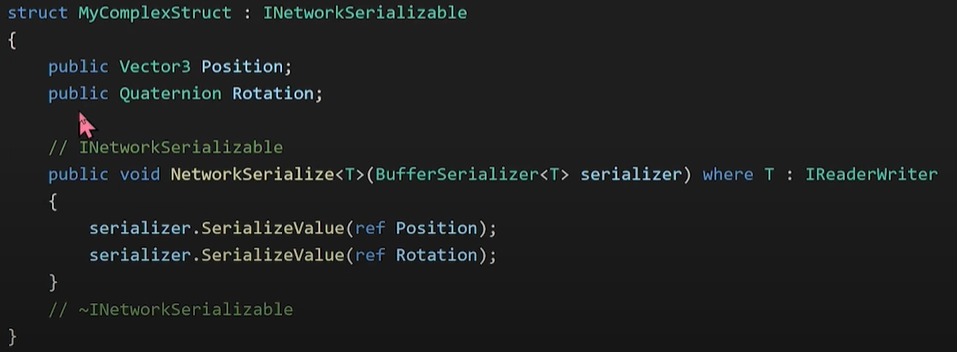 struct MyComplexStruct : INetworkSerializable
{
    public Vector3 Position;
    public Quaternion Rotation;

    // INetworkSerializable
    public void NetworkSerialize<T>(BufferSerializer<T> serializer) where T : IReaderWriter
    {
        serializer.SerializeValue(ref Position);
        serializer.SerializeValue(ref Rotation);
    }
    // ~INetworkSerializable
}